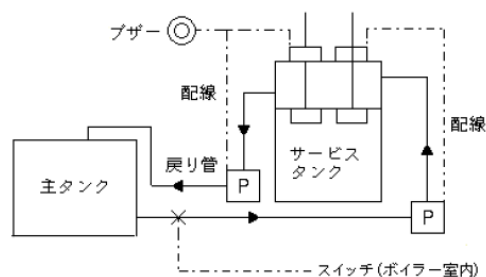 ブザー
配線
配線
戻り管
サービス
タンク
主タンク
P
P
スイッチ(ボイラー室内)